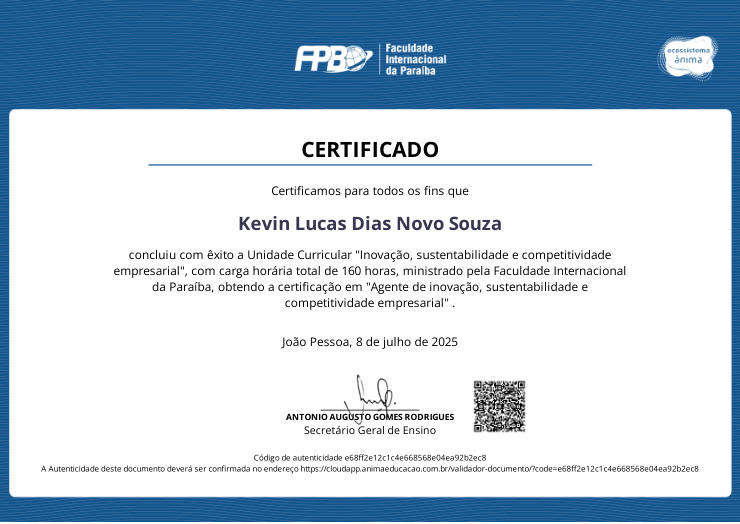 FPB
Faculdade
Internacional
da Paraíba
ecossistema
ânima
CERTIFICADO
Certificamos para todos os fins que
Kevin Lucas Dias Novo Souza
concluiu com êxito a Unidade Curricular "Inovação, sustentabilidade e competitividade
empresarial", com carga horária total de 160 horas, ministrado pela Faculdade Internacional
da Paraíba, obtendo a certificação em "Agente de inovação, sustentabilidade e
competitividade empresarial" .
João Pessoa, 8 de julho de 2025
ANTONIO AUGUSTO GOMES RODRIGUES
Secretário Geral de Ensino
Código de autenticidade e68ff2e12c1c4e668568e04ea92b2ec8
A Autenticidade deste documento deverá ser confirmada no endereço https://cloudapp.animaeducacao.com.br/validador-documento/?code=e68ff2e12c1c4e668568e04ea92b2ec8